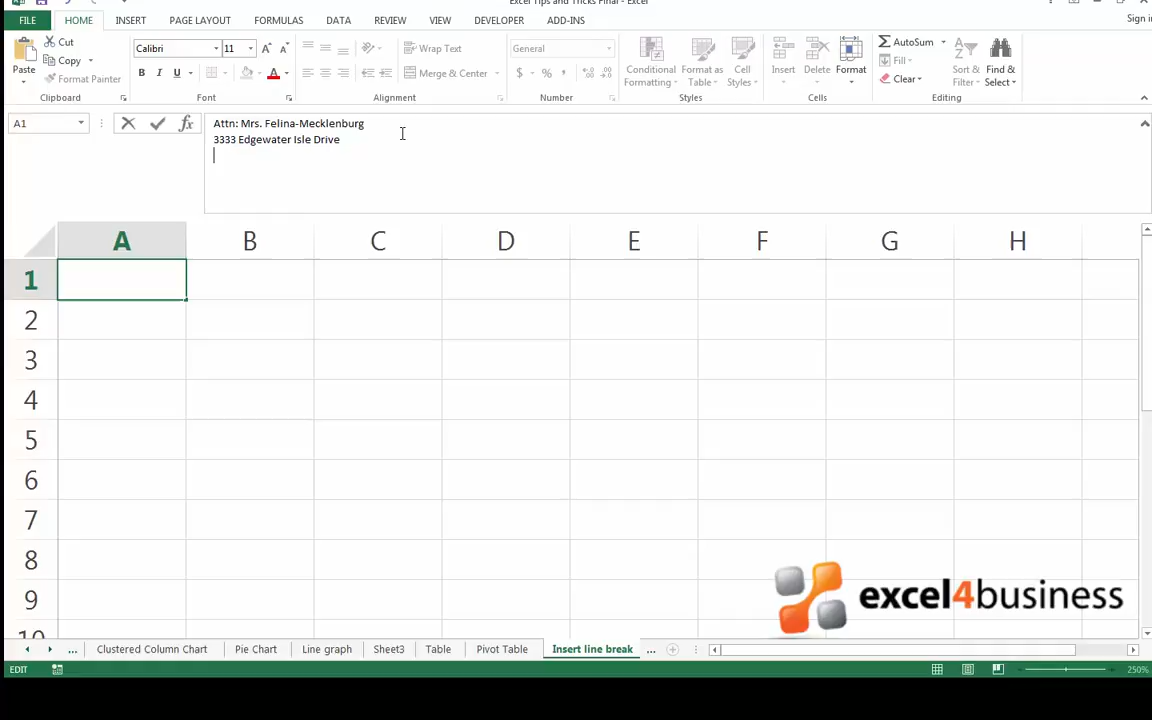 Excel Tips and Tricks Final - Excel
Sign in
FILE HOME INSERT PAGE LAYOUT FORMULAS DATA REVIEW VIEW DEVELOPER ADD-INS
Paste
Cut
Copy
Format Painter
Clipboard
Calibri 11
B I U
Font
Wrap Text
Merge & Center
Alignment
General
$ % ,
Number
Conditional Formatting
Format as Table
Cell Styles
Styles
Insert Delete Format
Cells
AutoSum
Fill
Clear
Sort & Filter
Find & Select
Editing
A1
fx
Attn: Mrs. Felina-Mecklenburg
3333 Edgewater Isle Drive
A B C D E F G H
1
2
3
4
5
6
7
8
9
10
excel4business
... Clustered Column Chart Pie Chart Line graph Sheet3 Table Pivot Table Insert line break ...
EDIT
250%